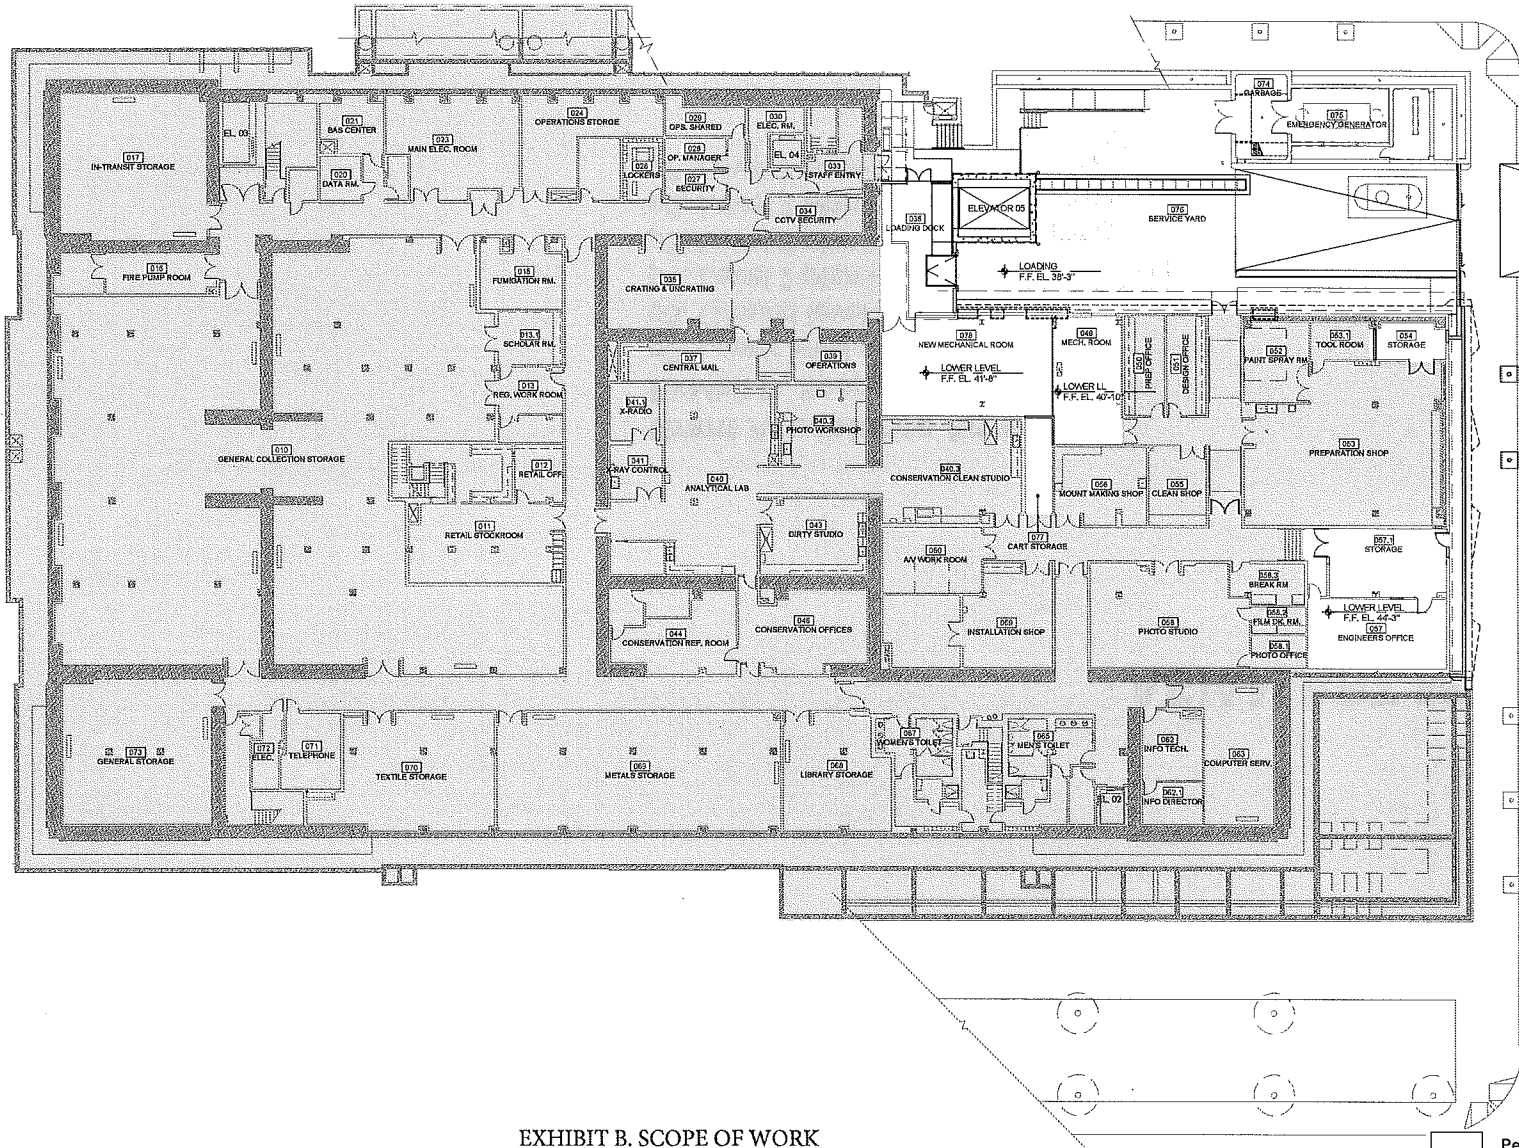 074
GARBAGE
075
EMERGENCY GENERATOR
017
IN-TRANSIT STORAGE
EL. 03
021
BAS CENTER
020
DATA RM.
023
MAIN ELEC. ROOM
024
OPERATIONS STORGE
029
OPS. SHARED
028
OP. MANAGER
027
SECURITY
026
LOCKERS
030
ELEC. RM.
EL. 04
033
STAFF ENTRY
034
CCTV SECURITY
038
LOADING DOCK
ELEVATOR 05
076
SERVICE YARD
LOADING
F.F. EL. 38'-3"
016
FIRE PUMP ROOM
018
FUMIGATION RM.
035
CRATING & UNCRATING
013.1
SCHOLAR RM.
013
REG. WORK ROOM
037
CENTRAL MAIL
039
OPERATIONS
078
NEW MECHANICAL ROOM
LOWER LEVEL
F.F. EL. 41'-8"
049
MECH. ROOM
LOWER LL
F.F. EL. 40'-10"
050
PREP OFFICE
051
DESIGN OFFICE
052
PAINT SPRAY RM.
053.1
TOOL ROOM
054
STORAGE
053
PREPARATION SHOP
041.1
X-RADIO
041
X-RAY CONTROL
040.2
PHOTO WORKSHOP
040
ANALYTICAL LAB
040.3
CONSERVATION CLEAN STUDIO
056
MOUNT MAKING SHOP
055
CLEAN SHOP
010
GENERAL COLLECTION STORAGE
012
RETAIL OFF.
011
RETAIL STOCKROOM
043
DIRTY STUDIO
077
CART STORAGE
060
A/V WORK ROOM
057.1
STORAGE
058.3
BREAK RM
058.2
FILM DK. RM.
058.1
PHOTO OFFICE
LOWER LEVEL
F.F. EL. 44'-3"
057
ENGINEERS OFFICE
044
CONSERVATION REF. ROOM
046
CONSERVATION OFFICES
INSTALLATION SHOP
058
PHOTO STUDIO
073
GENERAL STORAGE
072
ELEC.
071
TELEPHONE
070
TEXTILE STORAGE
069
METALS STORAGE
068
LIBRARY STORAGE
067
WOMEN'S TOILET
065
MEN'S TOILET
EL. 02
062
INFO TECH.
062.1
INFO DIRECTOR
063
COMPUTER SERV.
EXHIBIT B. SCOPE OF WORK
Pe